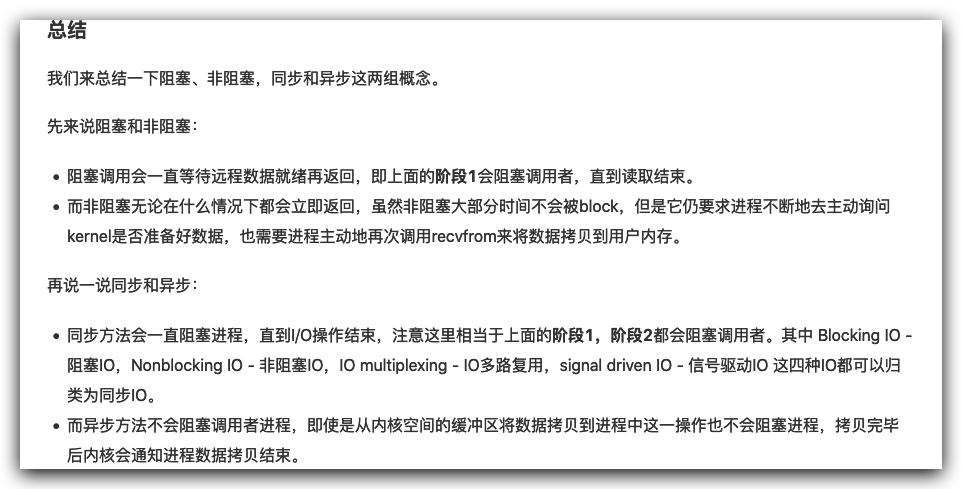 总结
我们来总结一下阻塞、非阻塞，同步和异步这两组概念。
先来说阻塞和非阻塞：
• 阻塞调用会一直等待远程数据就绪再返回，即上面的阶段1会阻塞调用者，直到读取结束。
• 而非阻塞无论在什么情况下都会立即返回，虽然非阻塞大部分时间不会被block，但是它仍要求进程不断地去主动询问
kernel是否准备好数据，也需要进程主动地再次调用recvfrom来将数据拷贝到用户内存。
再说一说同步和异步：
• 同步方法会一直阻塞进程，直到I/O操作结束，注意这里相当于上面的阶段1，阶段2都会阻塞调用者。其中 Blocking IO -
阻塞IO，Nonblocking IO - 非阻塞IO，IO multiplexing - IO多路复用，signal driven IO - 信号驱动IO 这四种IO都可以归
类为同步IO。
• 而异步方法不会阻塞调用者进程，即使是从内核空间的缓冲区将数据拷贝到进程中这一操作也不会阻塞进程，拷贝完毕
后内核会通知进程数据拷贝结束。